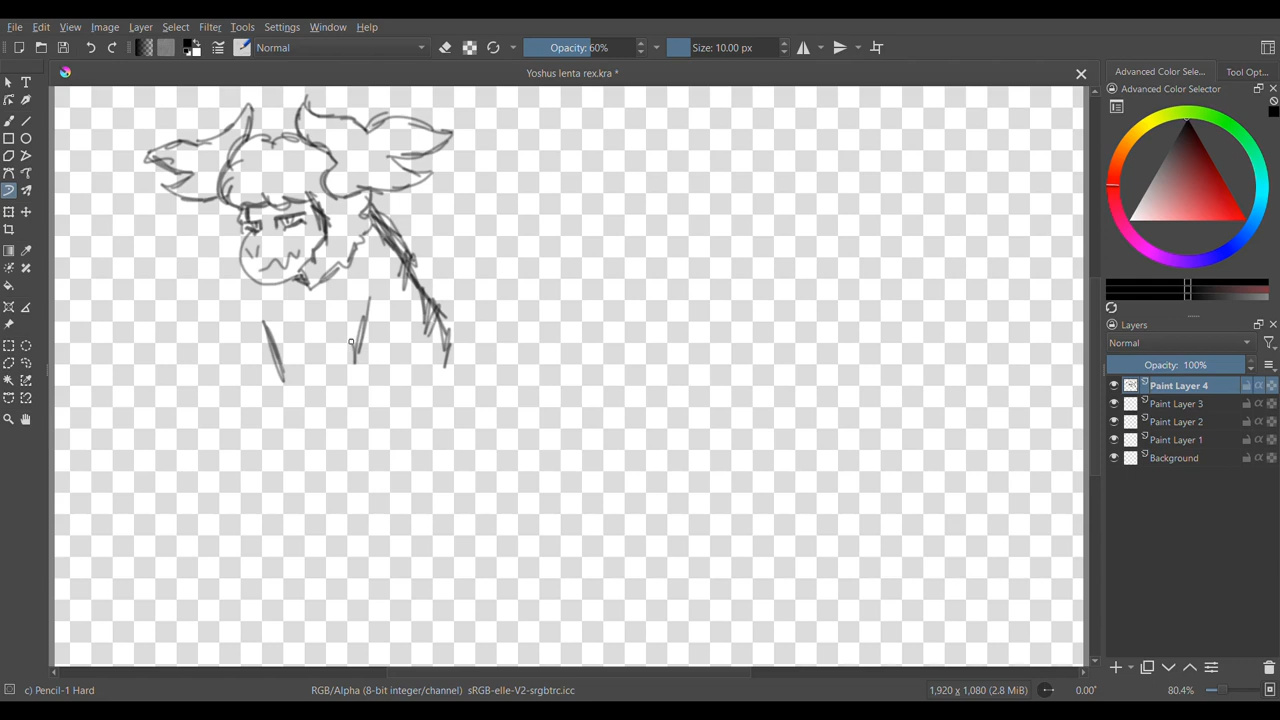 File Edit View Image Layer Select Filter Tools Settings Window Help
Normal Opacity: 60% Size: 10.00 px
Yoshus lenta rex.kra *
Advanced Color Sele... Tool Opt...
Advanced Color Selector
Layers
Normal
Opacity: 100%
Paint Layer 4
Paint Layer 3
Paint Layer 2
Paint Layer 1
Background
c) Pencil-1 Hard RGB/Alpha (8-bit integer/channel) sRGB-elle-V2-srgbtrc.icc 1,920 x 1,080 (2.8 MiB) 0.00° 80.4%